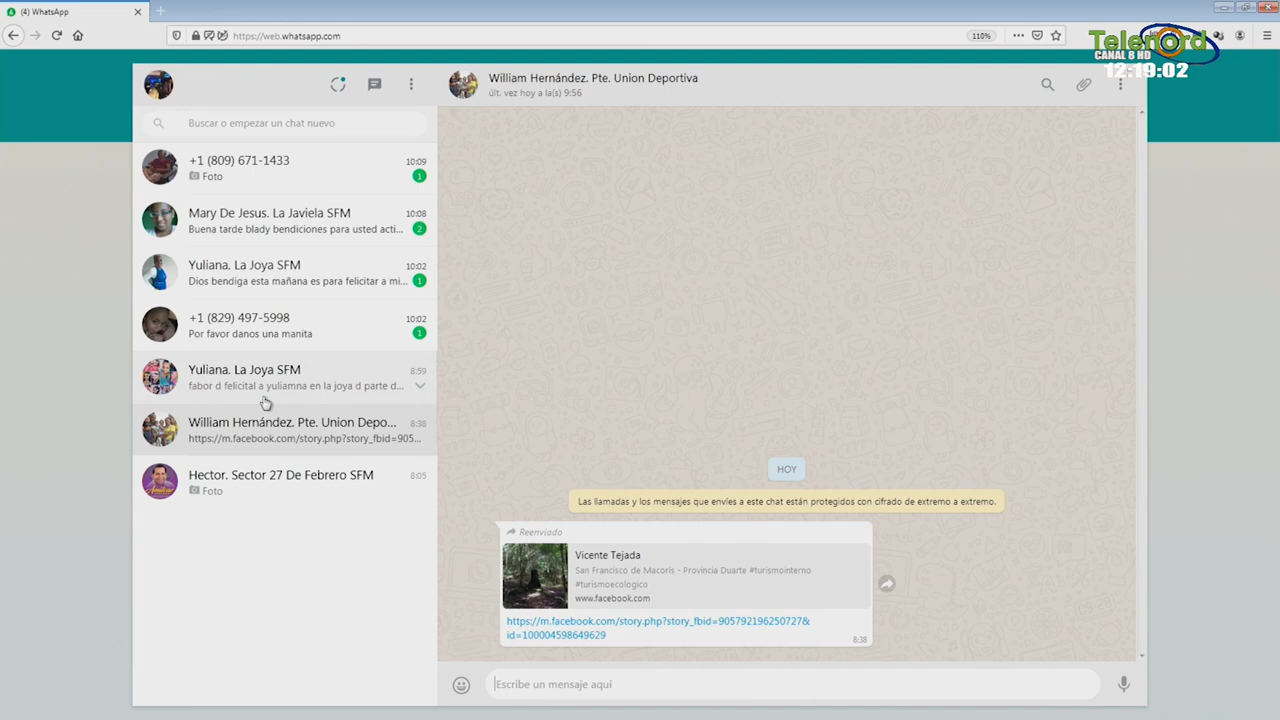 (4) WhatsApp
https://web.whatsapp.com
110%
Telenord
CANAL 8 HD
12:19:02
William Hernández. Pte. Union Deportiva
últ. vez hoy a la(s) 9:56
Buscar o empezar un chat nuevo
+1 (809) 671-1433
10:09
Foto
1
Mary De Jesus. La Javiela SFM
10:08
Buena tarde blady bendiciones para usted acti...
2
Yuliana. La Joya SFM
10:02
Dios bendiga esta mañana es para felicitar a mi...
1
+1 (829) 497-5998
10:02
Por favor danos una manita
1
Yuliana. La Joya SFM
8:59
fabor d felicital a yuliamna en la joya d parte d...
William Hernández. Pte. Union Depo...
8:38
https://m.facebook.com/story.php?story_fbid=905...
Hector. Sector 27 De Febrero SFM
8:05
Foto
HOY
Las llamadas y los mensajes que envíes a este chat están protegidos con cifrado de extremo a extremo.
Reenviado
Vicente Tejada
San Francisco de Macoris - Provincia Duarte #turismointerno
#turismoecologico
www.facebook.com
https://m.facebook.com/story.php?story_fbid=905792196250727&
id=100004598649629
8:38
Escribe un mensaje aquí